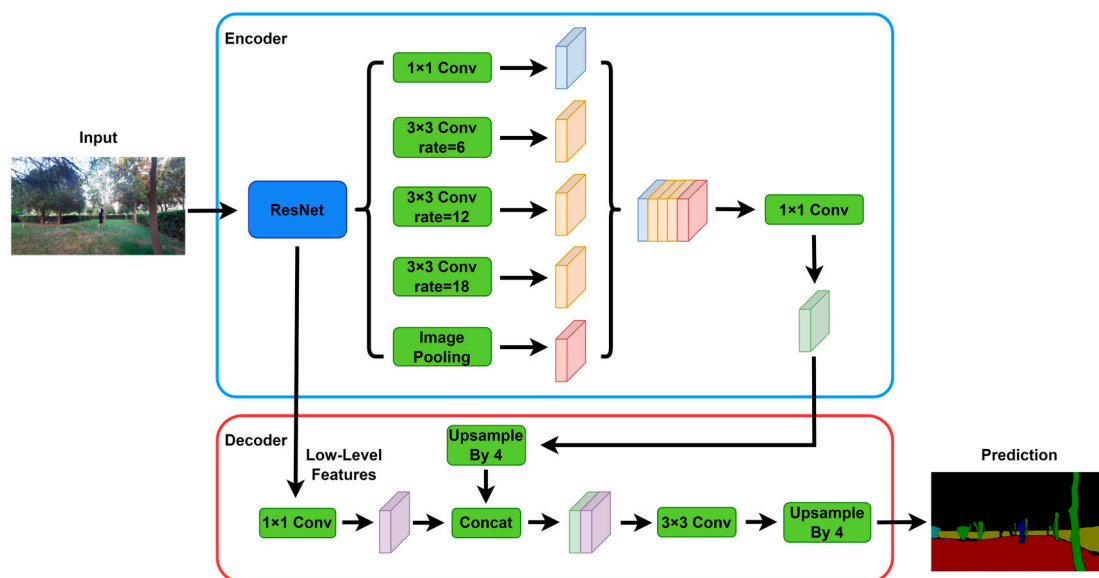 Encoder
Input
ResNet
1×1 Conv
3×3 Conv
rate=6
3×3 Conv
rate=12
3×3 Conv
rate=18
Image
Pooling
1×1 Conv
Decoder
Low-Level
Features
Upsample
By 4
1×1 Conv
Concat
3×3 Conv
Upsample
By 4
Prediction